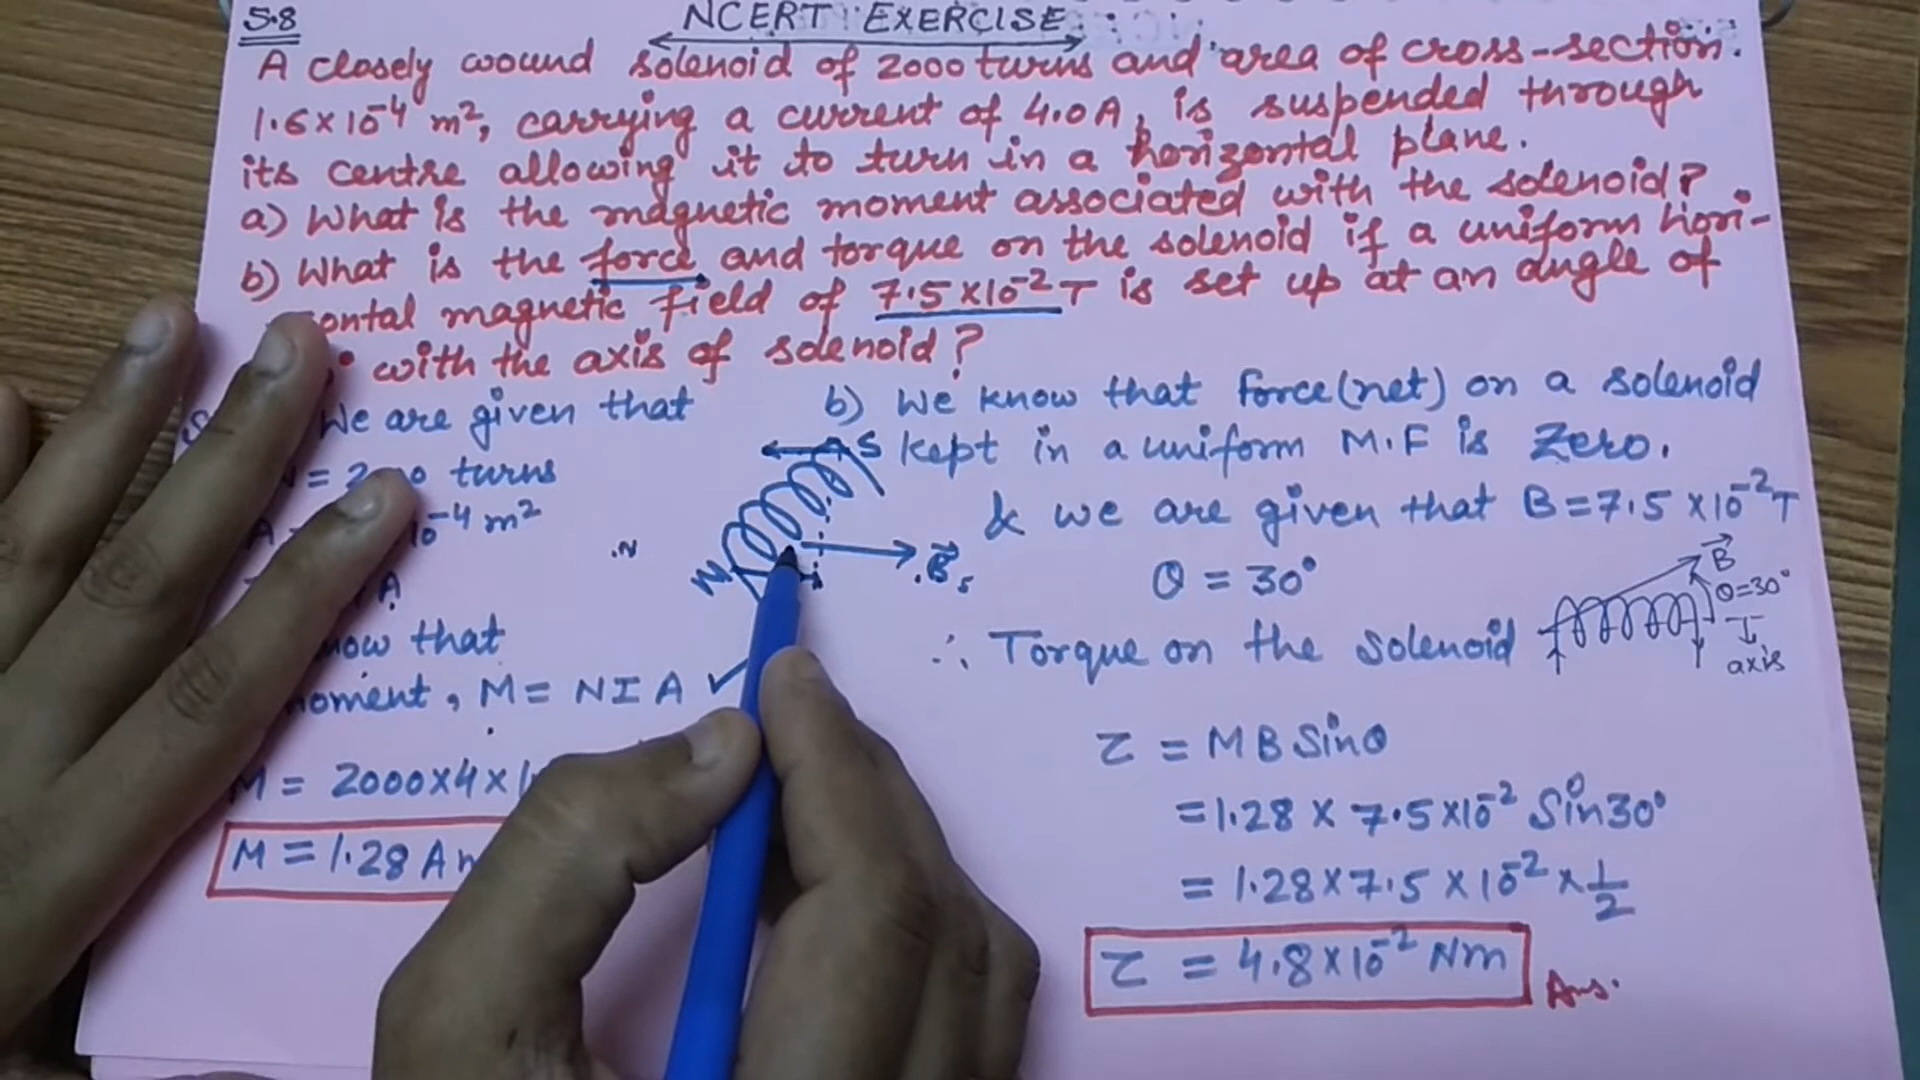 5.8
NCERT EXERCISE
A closely wound solenoid of 2000 turns and area of cross-section
1.6×10⁻⁴ m², carrying a current of 4.0A, is suspended through
its centre allowing it to turn in a horizontal plane.
a) What is the magnetic moment associated with the solenoid?
b) What is the force and torque on the solenoid if a uniform hori-
ontal magnetic field of 7.5×10⁻² T is set up at an angle of
° with the axis of solenoid?
We are given that
= 2000 turns
10⁻⁴ m²
A
now that
moment, M = NIA ✓
M = 2000×4×1
M = 1.28 A
S
N
.N
B⃗ s
b) We know that force(net) on a solenoid
kept in a uniform M.F is Zero.
& we are given that B = 7.5 ×10⁻² T
θ = 30°
∴ Torque on the solenoid
B⃗
θ=30°
axis
τ = MB Sinθ
= 1.28 × 7.5×10⁻² Sin30°
= 1.28×7.5 ×10⁻² × 1/2
τ = 4.8×10⁻² Nm
Ans.